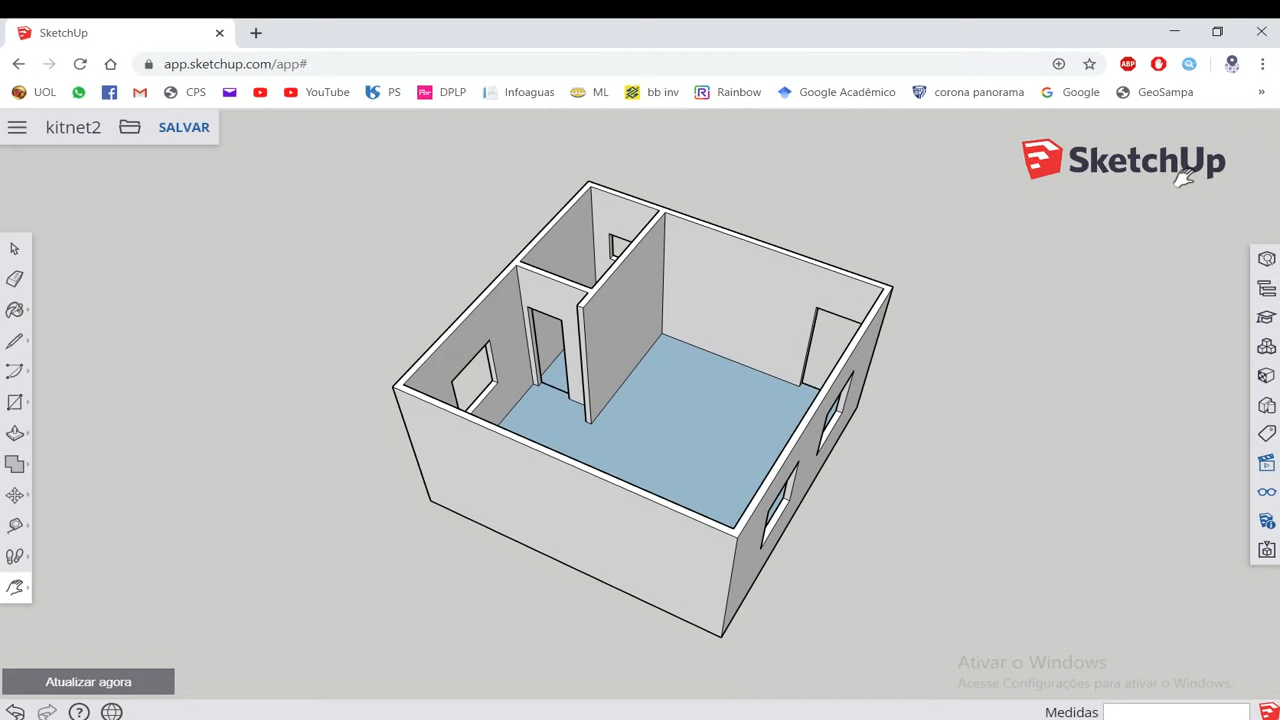 SketchUp
app.sketchup.com/app#
ABP
UOL CPS YouTube PS DPLP Infoaguas ML bb inv Rainbow Google Acadêmico corona panorama Google GeoSampa »
kitnet2 SALVAR
SketchUp
Ativar o Windows
Acesse Configurações para ativar o Windows.
Atualizar agora
Medidas